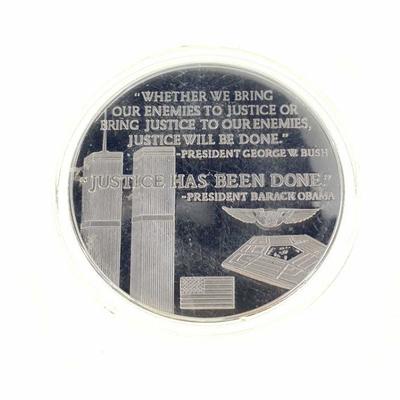 "WHETHER WE BRING
OUR ENEMIES TO JUSTICE OR
BRING JUSTICE TO OUR ENEMIES,
JUSTICE WILL BE DONE."
-PRESIDENT GEORGE W. BUSH
"JUSTICE HAS BEEN DONE."
-PRESIDENT BARACK OBAMA